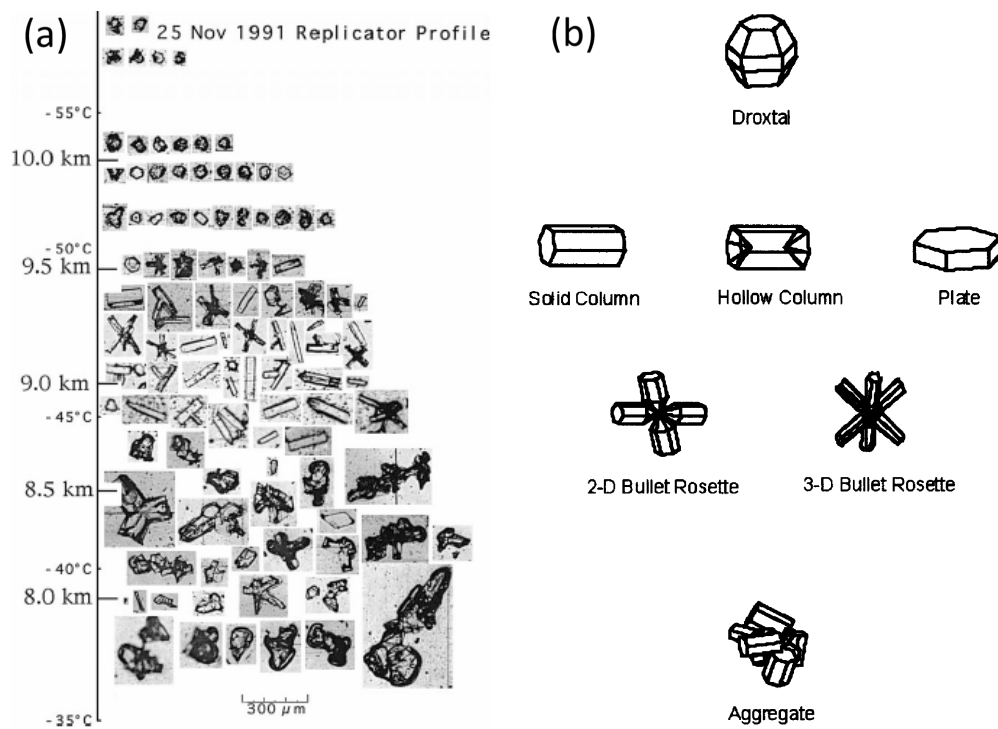 (a)
25 Nov 1991 Replicator Profile
-55°C
10.0 km
-50°C
9.5 km
9.0 km
-45°C
8.5 km
-40°C
8.0 km
300 μm
-35°C
(b)
Droxtal
Solid Column
Hollow Column
Plate
2-D Bullet Rosette
3-D Bullet Rosette
Aggregate